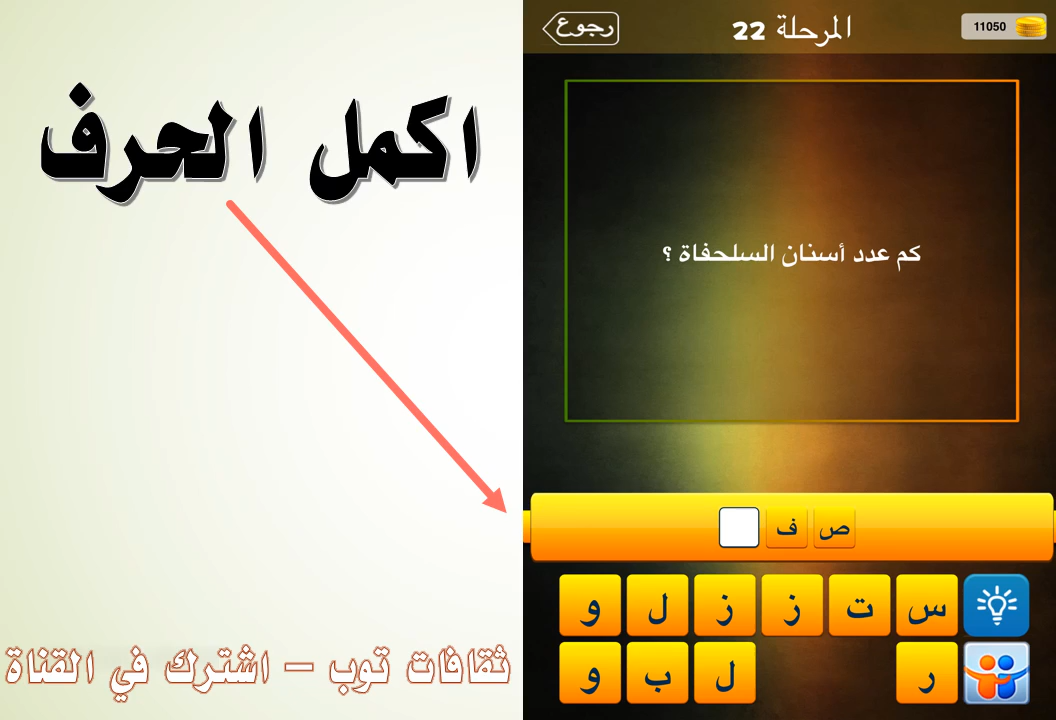 اكمل الحرف
ثقافات توب – اشترك في القناة
رجوع
المرحلة 22
11050
كم عدد أسنان السلحفاة ؟
ص ف
س ت ز ز ل و
ر ل ب و